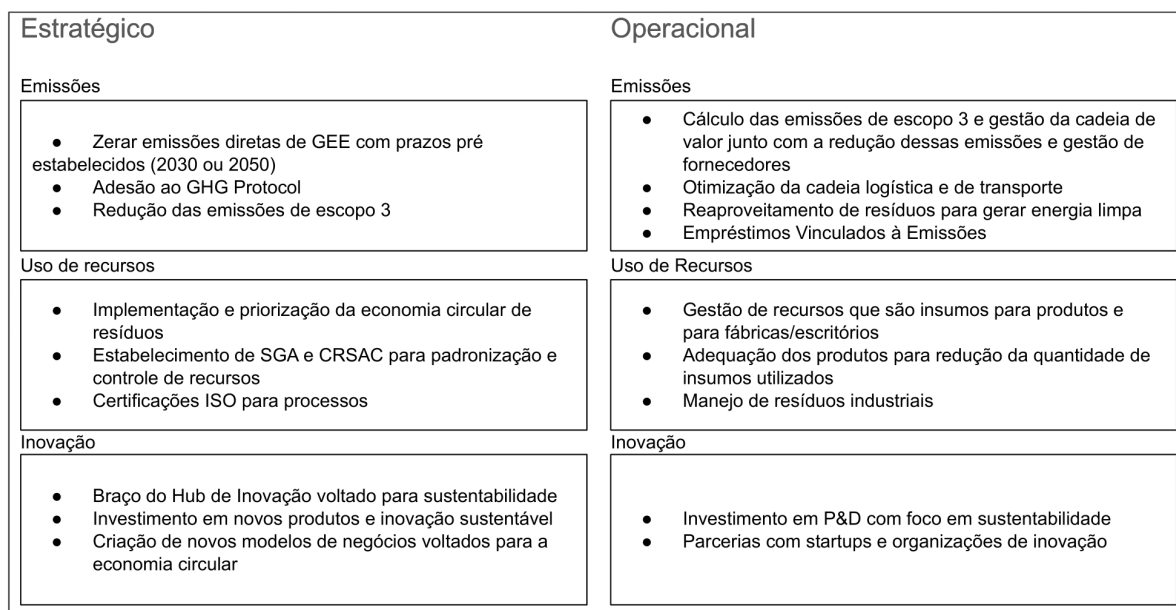 Estratégico
Emissões
● Zerar emissões diretas de GEE com prazos pré
estabelecidos (2030 ou 2050)
● Adesão ao GHG Protocol
● Redução das emissões de escopo 3
Uso de recursos
● Implementação e priorização da economia circular de
resíduos
● Estabelecimento de SGA e CRSAC para padronização e
controle de recursos
● Certificações ISO para processos
Inovação
● Braço do Hub de Inovação voltado para sustentabilidade
● Investimento em novos produtos e inovação sustentável
● Criação de novos modelos de negócios voltados para a
economia circular
Operacional
Emissões
● Cálculo das emissões de escopo 3 e gestão da cadeia de
valor junto com a redução dessas emissões e gestão de
fornecedores
● Otimização da cadeia logística e de transporte
● Reaproveitamento de resíduos para gerar energia limpa
● Empréstimos Vinculados à Emissões
Uso de Recursos
● Gestão de recursos que são insumos para produtos e
para fábricas/escritórios
● Adequação dos produtos para redução da quantidade de
insumos utilizados
● Manejo de resíduos industriais
Inovação
● Investimento em P&D com foco em sustentabilidade
● Parcerias com startups e organizações de inovação